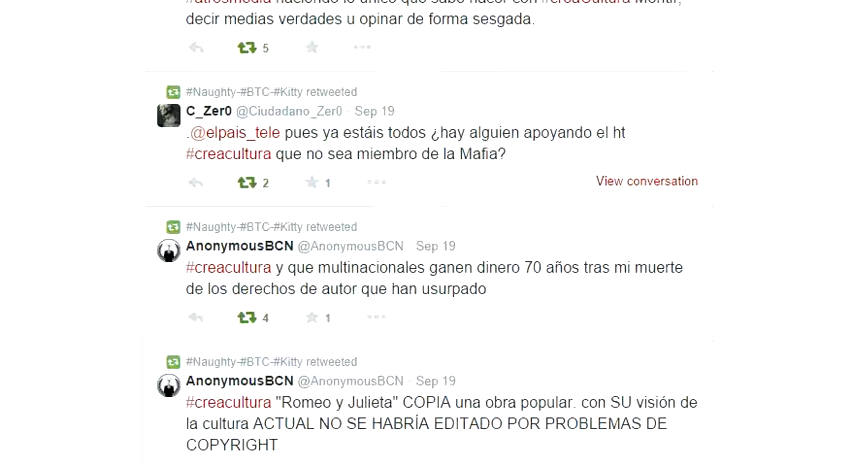 #atresmedia haciendo lo único que sabe hacer con #creaCultura Mentir,
decir medias verdades u opinar de forma sesgada.
5
#Naughty-#BTC-#Kitty retweeted
C_Zer0 @Ciudadano_Zer0 · Sep 19
.@elpais_tele pues ya estáis todos ¿hay alguien apoyando el ht
#creacultura que no sea miembro de la Mafia?
2 1 View conversation
#Naughty-#BTC-#Kitty retweeted
AnonymousBCN @AnonymousBCN · Sep 19
#creacultura y que multinacionales ganen dinero 70 años tras mi muerte
de los derechos de autor que han usurpado
4 1
#Naughty-#BTC-#Kitty retweeted
AnonymousBCN @AnonymousBCN · Sep 19
#creacultura "Romeo y Julieta" COPIA una obra popular. con SU visión de
la cultura ACTUAL NO SE HABRÍA EDITADO POR PROBLEMAS DE
COPYRIGHT